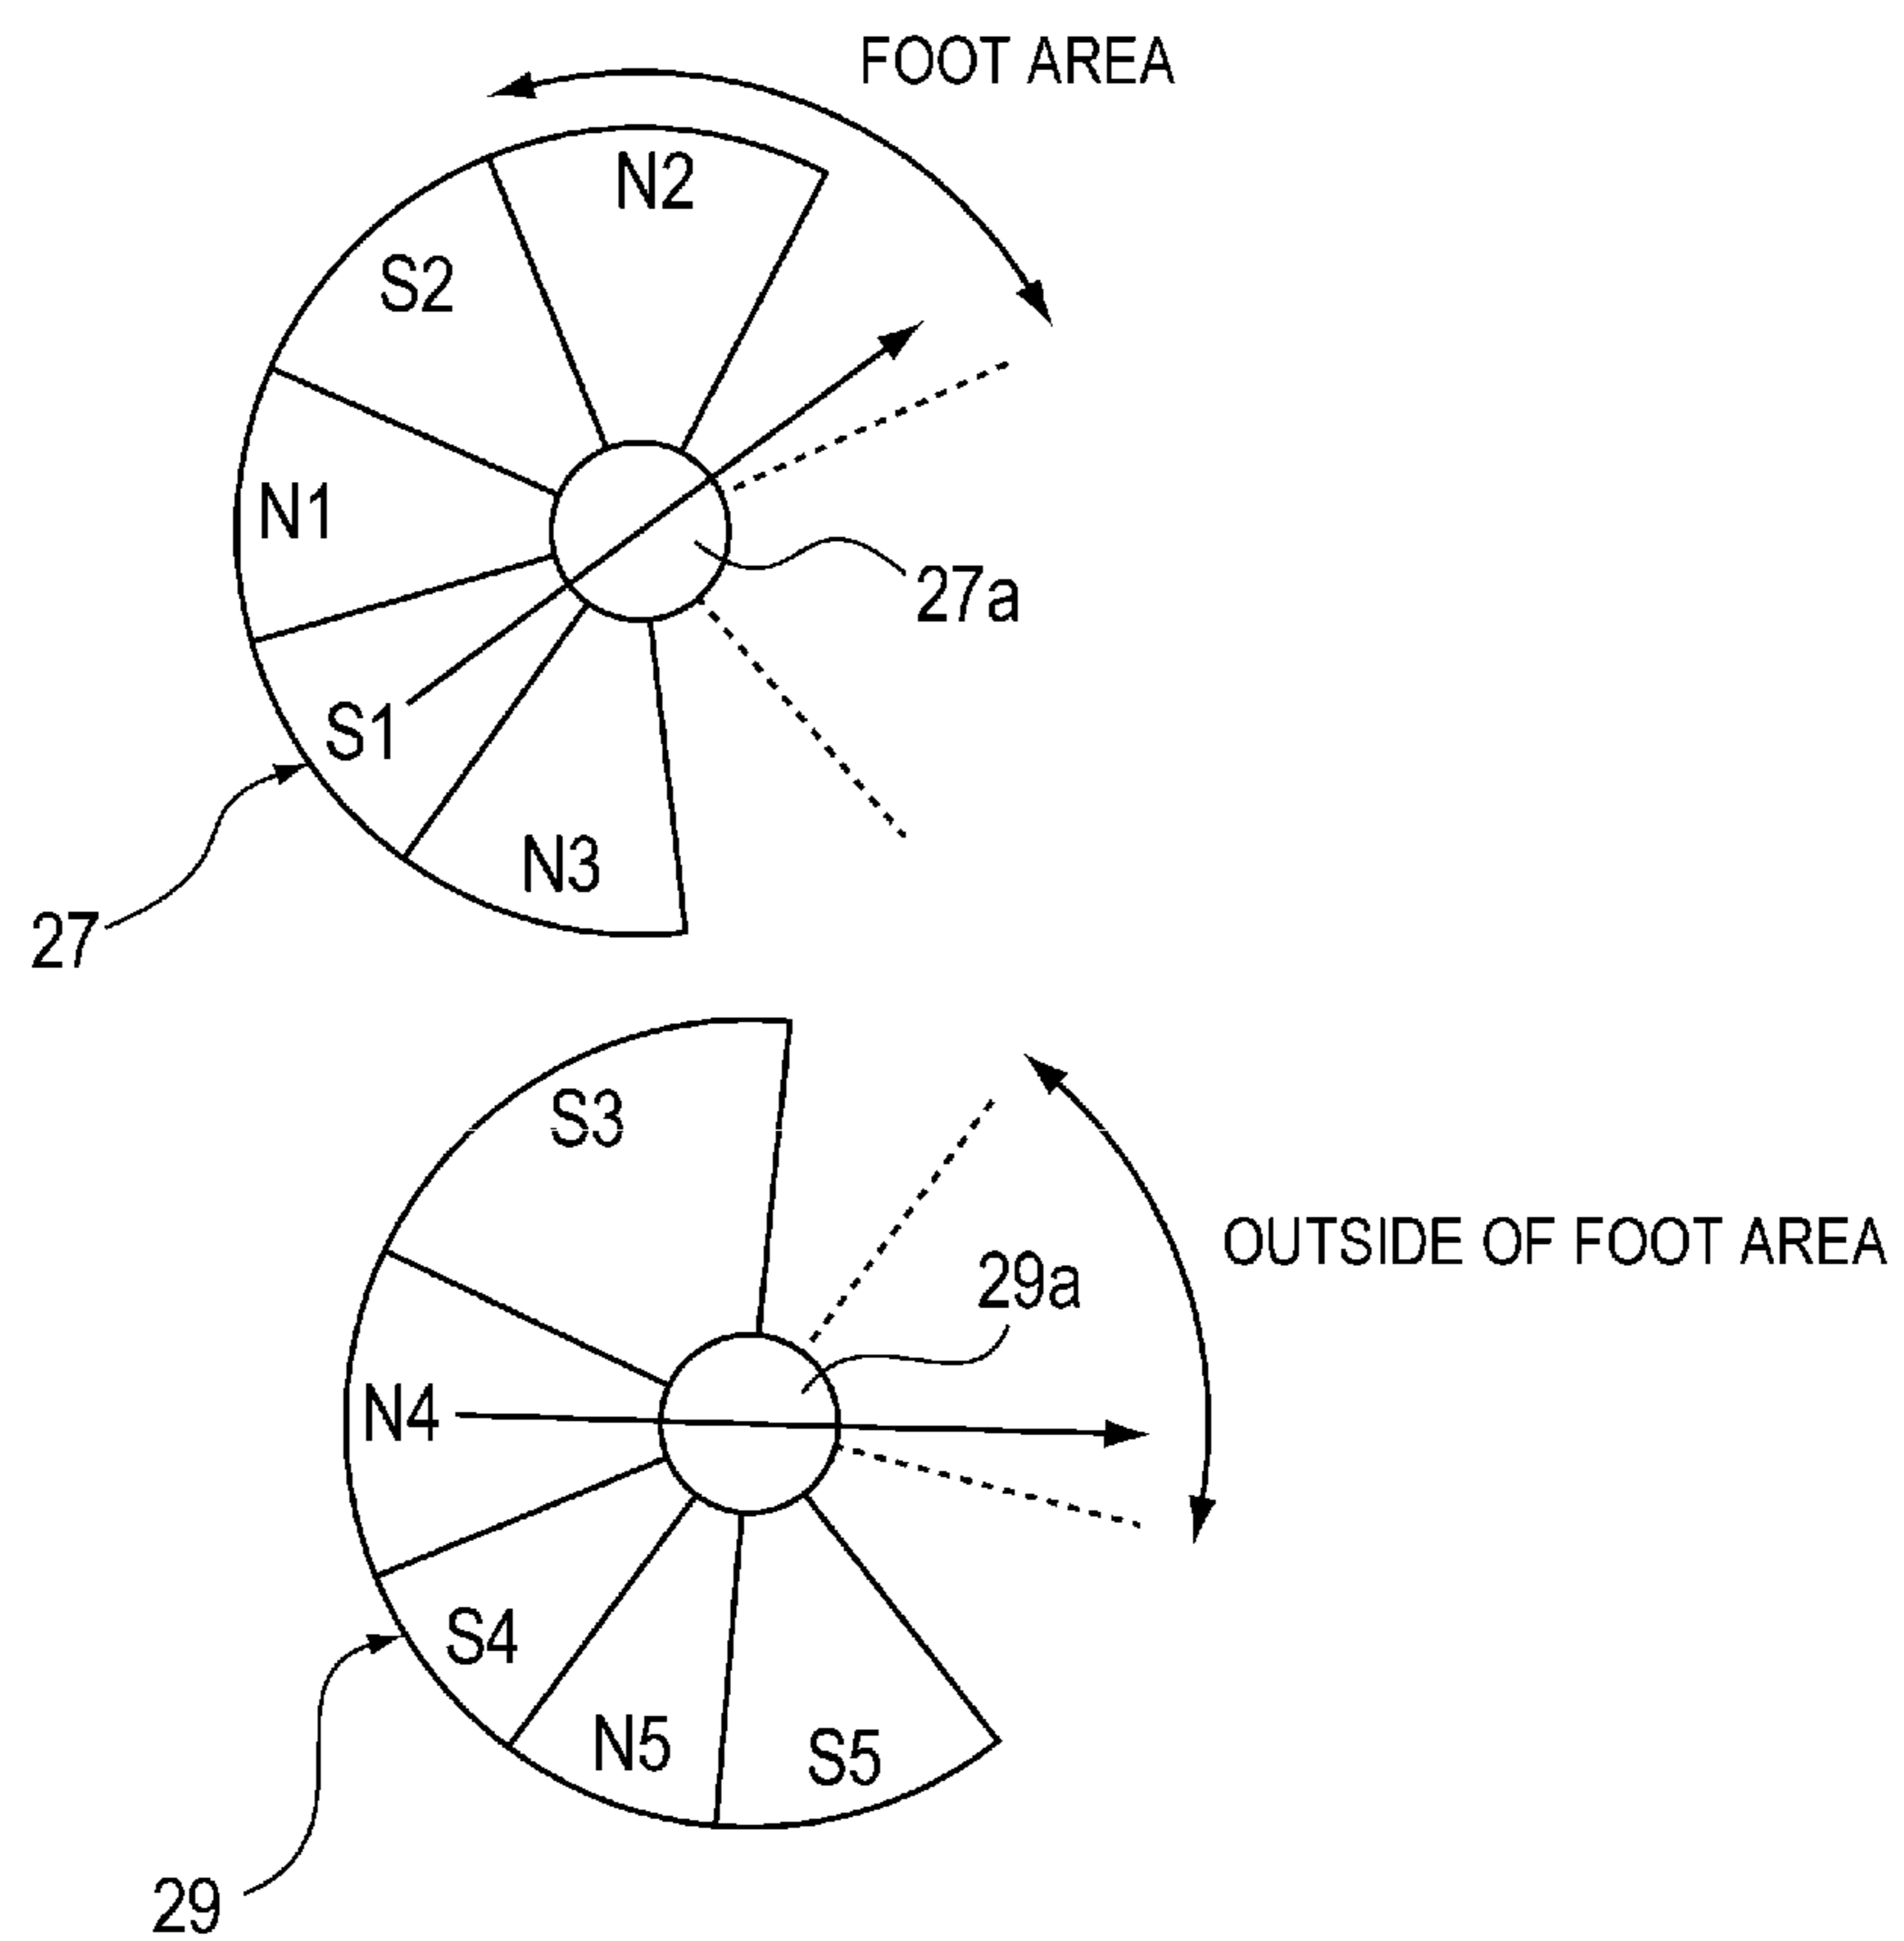 FOOT AREA
N2
S2
N1
27a
S1
N3
27
S3
OUTSIDE OF FOOT AREA
29a
N4
S4
N5
S5
29